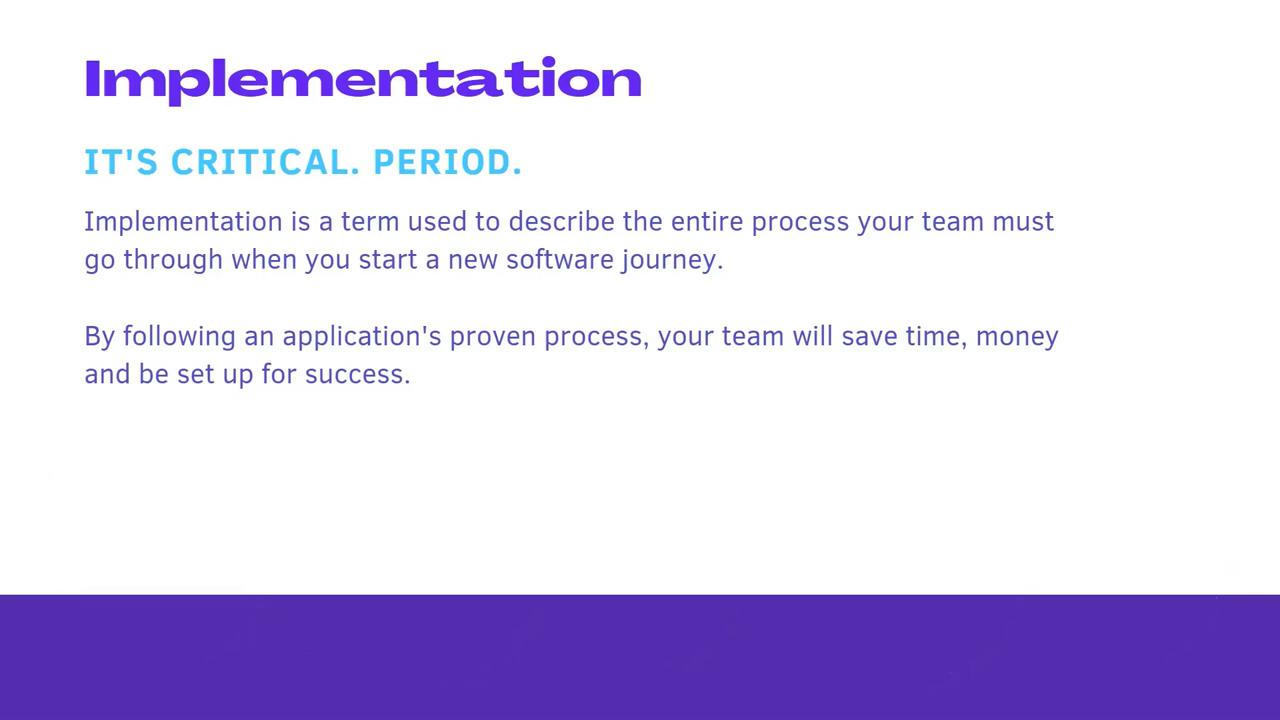 Implementation
IT'S CRITICAL. PERIOD.
Implementation is a term used to describe the entire process your team must
go through when you start a new software journey.
By following an application's proven process, your team will save time, money
and be set up for success.